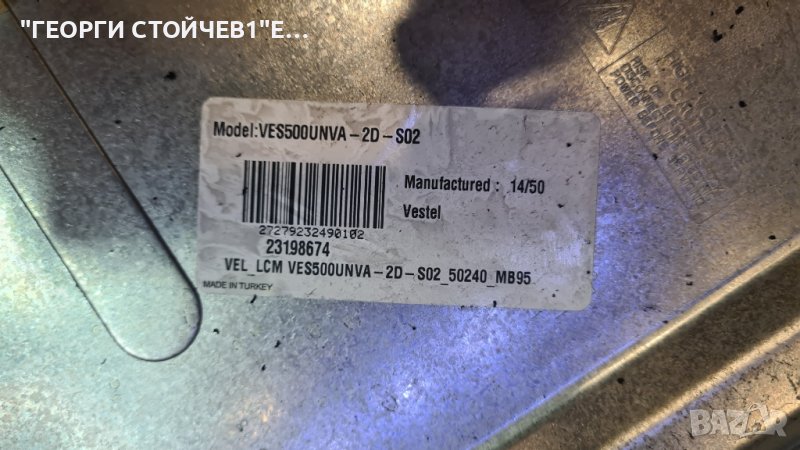 "ГЕОРГИ СТОЙЧЕВ1"Е...
Model:VES500UNVA-2D-S02
Manufactured : 14/50
Vestel
27279232490102
23198674
VEL_LCM VES500UNVA-2D-S02_50240_MB95
MADE IN TURKEY
BAZAR